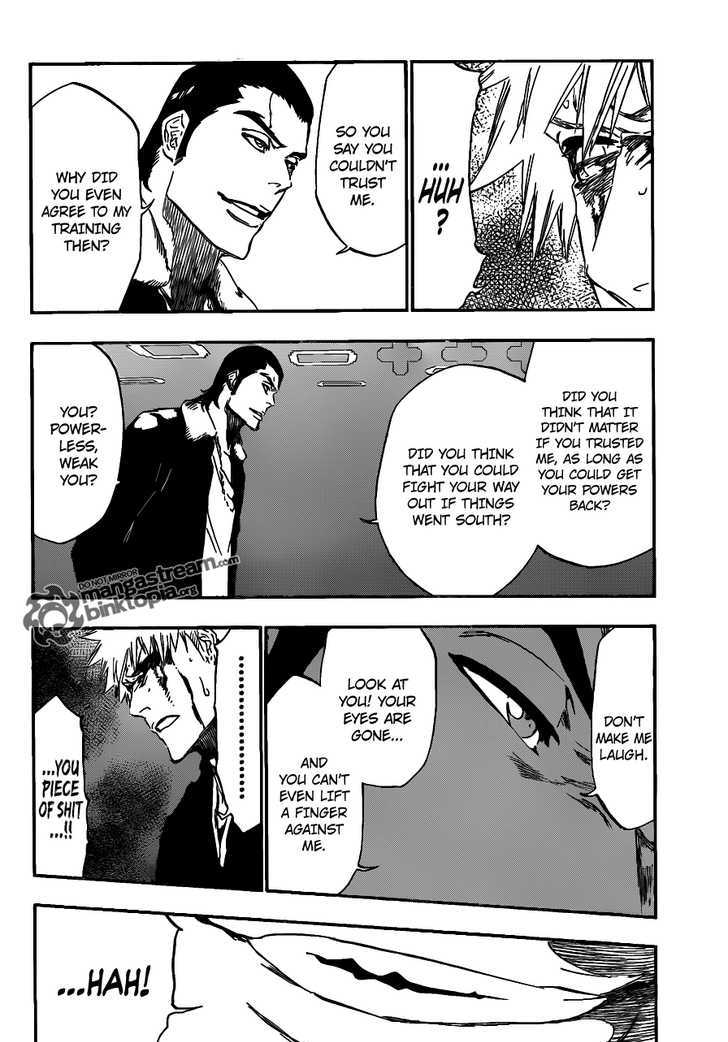 ...
HUH
?
SO YOU
SAY YOU
COULDN'T
TRUST
ME.
WHY DID
YOU EVEN
AGREE TO MY
TRAINING
THEN?
DID YOU
THINK THAT IT
DIDN'T MATTER
IF YOU TRUSTED
ME, AS LONG AS
YOU COULD GET
YOUR POWERS
BACK?
DID YOU THINK
THAT YOU COULD
FIGHT YOUR WAY
OUT IF THINGS
WENT SOUTH?
YOU?
POWER-
LESS,
WEAK
YOU?
DO NOT MIRROR
mangastream.com
binktopia.org
DON'T
MAKE ME
LAUGH.
LOOK AT
YOU! YOUR
EYES ARE
GONE...
AND
YOU CAN'T
EVEN LIFT
A FINGER
AGAINST
ME.
..........
...YOU
PIECE
OF SHIT
...!!
...HAH!